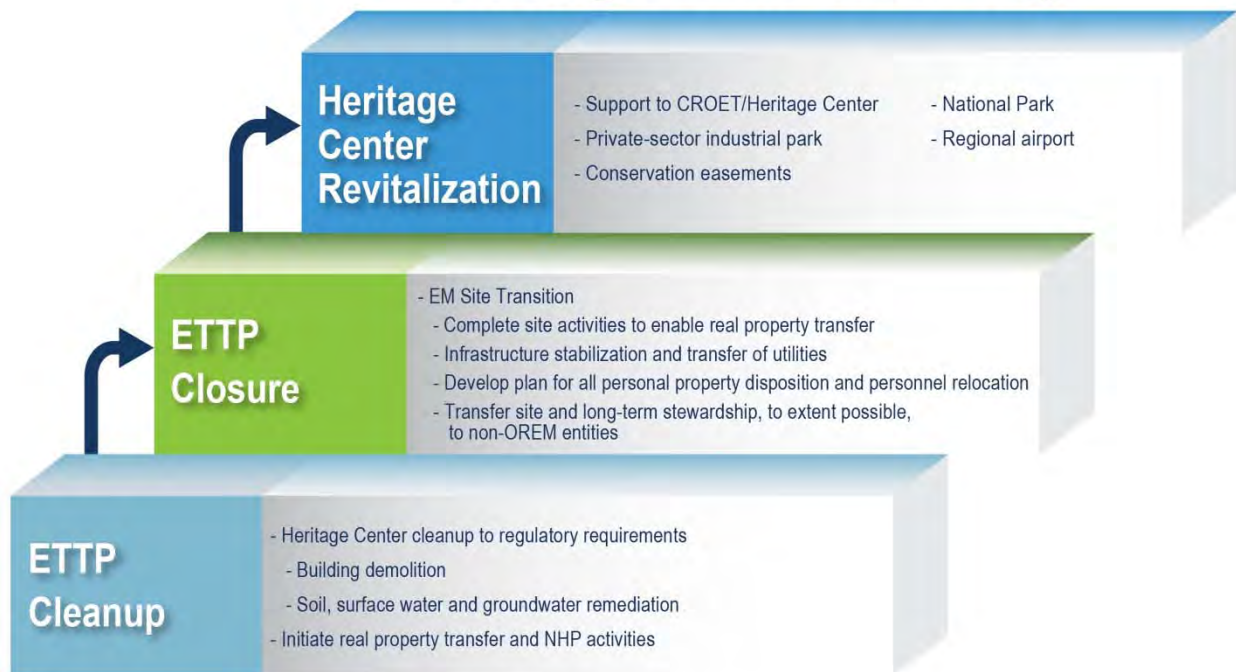 Heritage
Center
Revitalization
- Support to CROET/Heritage Center
- Private-sector industrial park
- Conservation easements
- National Park
- Regional airport
ETTP
Closure
- EM Site Transition
- Complete site activities to enable real property transfer
- Infrastructure stabilization and transfer of utilities
- Develop plan for all personal property disposition and personnel relocation
- Transfer site and long-term stewardship, to extent possible,
to non-OREM entities
ETTP
Cleanup
- Heritage Center cleanup to regulatory requirements
- Building demolition
- Soil, surface water and groundwater remediation
- Initiate real property transfer and NHP activities